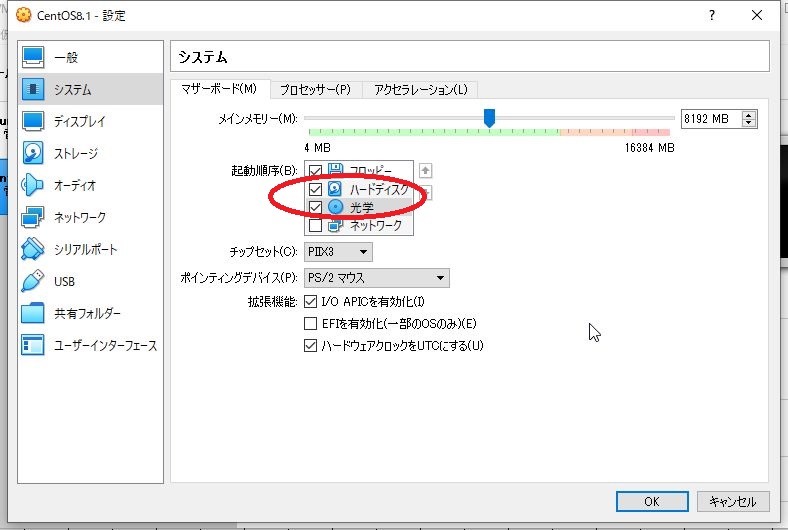 CentOS8.1 - 設定
?
一般
システム
ディスプレイ
ストレージ
オーディオ
ネットワーク
シリアルポート
USB
共有フォルダー
ユーザーインターフェース
システム
マザーボード(M)
プロセッサー(P)
アクセラレーション(L)
メインメモリー(M):
8192 MB
4 MB
16384 MB
起動順序(B):
フロッピー
ハードディスク
光学
ネットワーク
チップセット(C):
PIIX3
ポインティングデバイス(P):
PS/2 マウス
拡張機能:
I/O APICを有効化(I)
EFIを有効化(一部のOSのみ)(E)
ハードウェアクロックをUTCにする(U)
OK
キャンセル